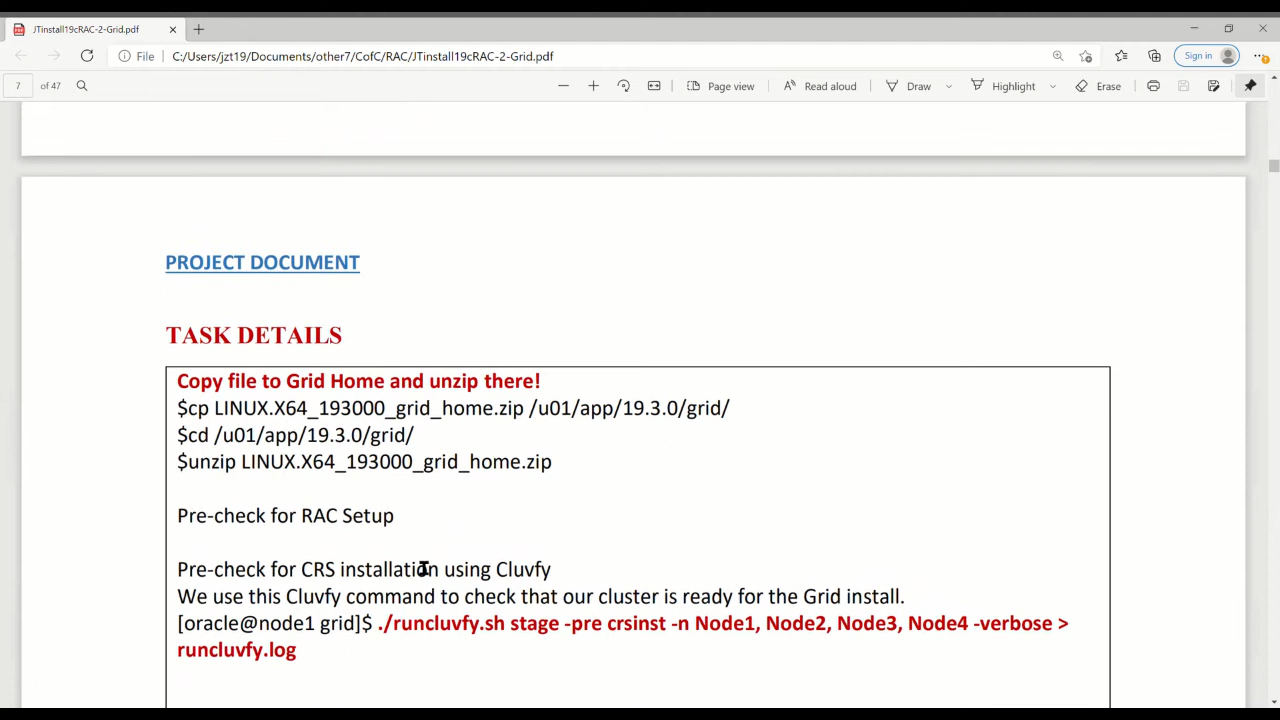 JTinstall19cRAC-2-Grid.pdf
File C:/Users/jzt19/Documents/other7/CofC/RAC/JTinstall19cRAC-2-Grid.pdf Sign in
7 of 47 Page view Read aloud Draw Highlight Erase
PROJECT DOCUMENT
TASK DETAILS
Copy file to Grid Home and unzip there!
$cp LINUX.X64_193000_grid_home.zip /u01/app/19.3.0/grid/
$cd /u01/app/19.3.0/grid/
$unzip LINUX.X64_193000_grid_home.zip
Pre-check for RAC Setup
Pre-check for CRS installation using Cluvfy
We use this Cluvfy command to check that our cluster is ready for the Grid install.
[oracle@node1 grid]$ ./runcluvfy.sh stage -pre crsinst -n Node1, Node2, Node3, Node4 -verbose >
runcluvfy.log